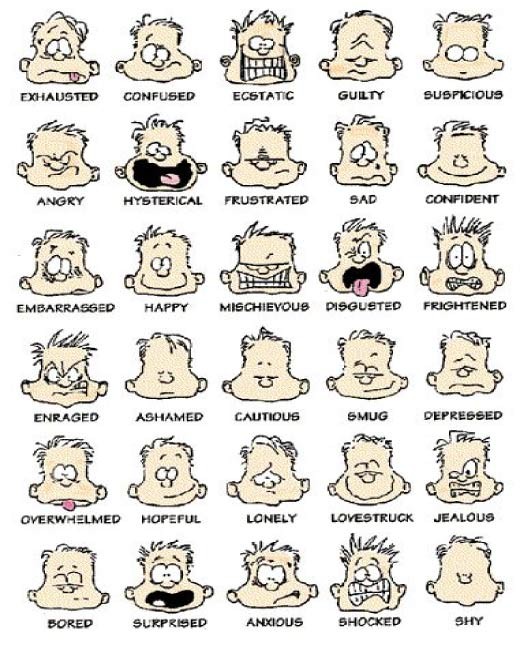 EXHAUSTED CONFUSED ECSTATIC GUILTY SUSPICIOUS
ANGRY HYSTERICAL FRUSTRATED SAD CONFIDENT
EMBARRASSED HAPPY MISCHIEVOUS DISGUSTED FRIGHTENED
ENRAGED ASHAMED CAUTIOUS SMUG DEPRESSED
OVERWHELMED HOPEFUL LONELY LOVESTRUCK JEALOUS
BORED SURPRISED ANXIOUS SHOCKED SHY